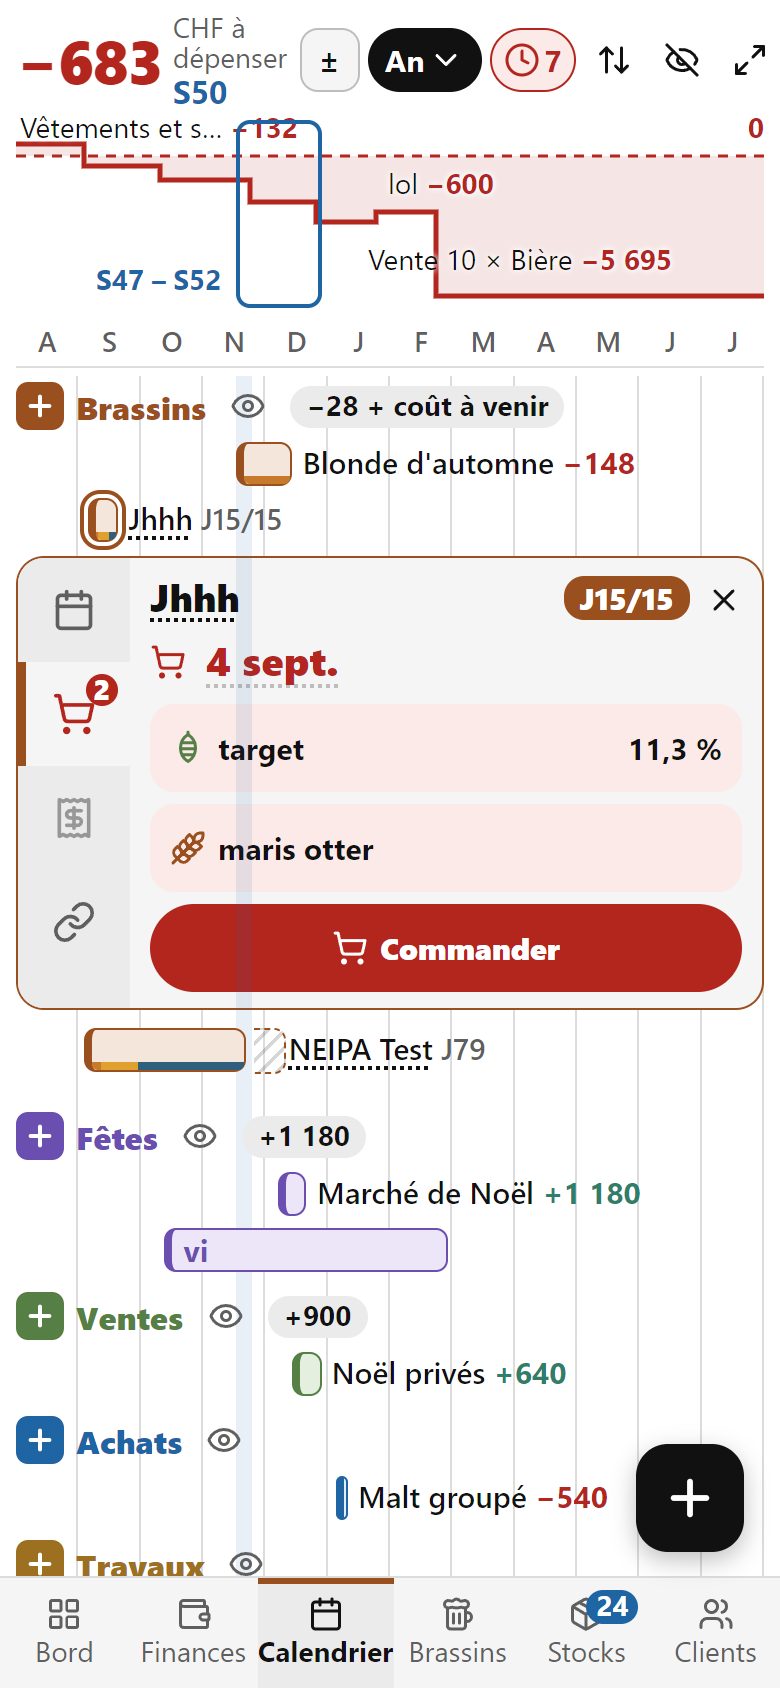 −683
CHF à
dépenser
S50
±
An
7
Vêtements et s... −132
0
lol −600
Vente 10 × Bière −5 695
S47 – S52
A S O N D J F M A M J J
Brassins
−28 + coût à venir
Blonde d'automne −148
Jhhh J15/15
Jhhh
J15/15
2
4 sept.
target 11,3 %
maris otter
Commander
NEIPA Test J79
Fêtes
+1 180
Marché de Noël +1 180
vi
Ventes
+900
Noël privés +640
Achats
Malt groupé −540
Travaux
24
Bord Finances Calendrier Brassins Stocks Clients